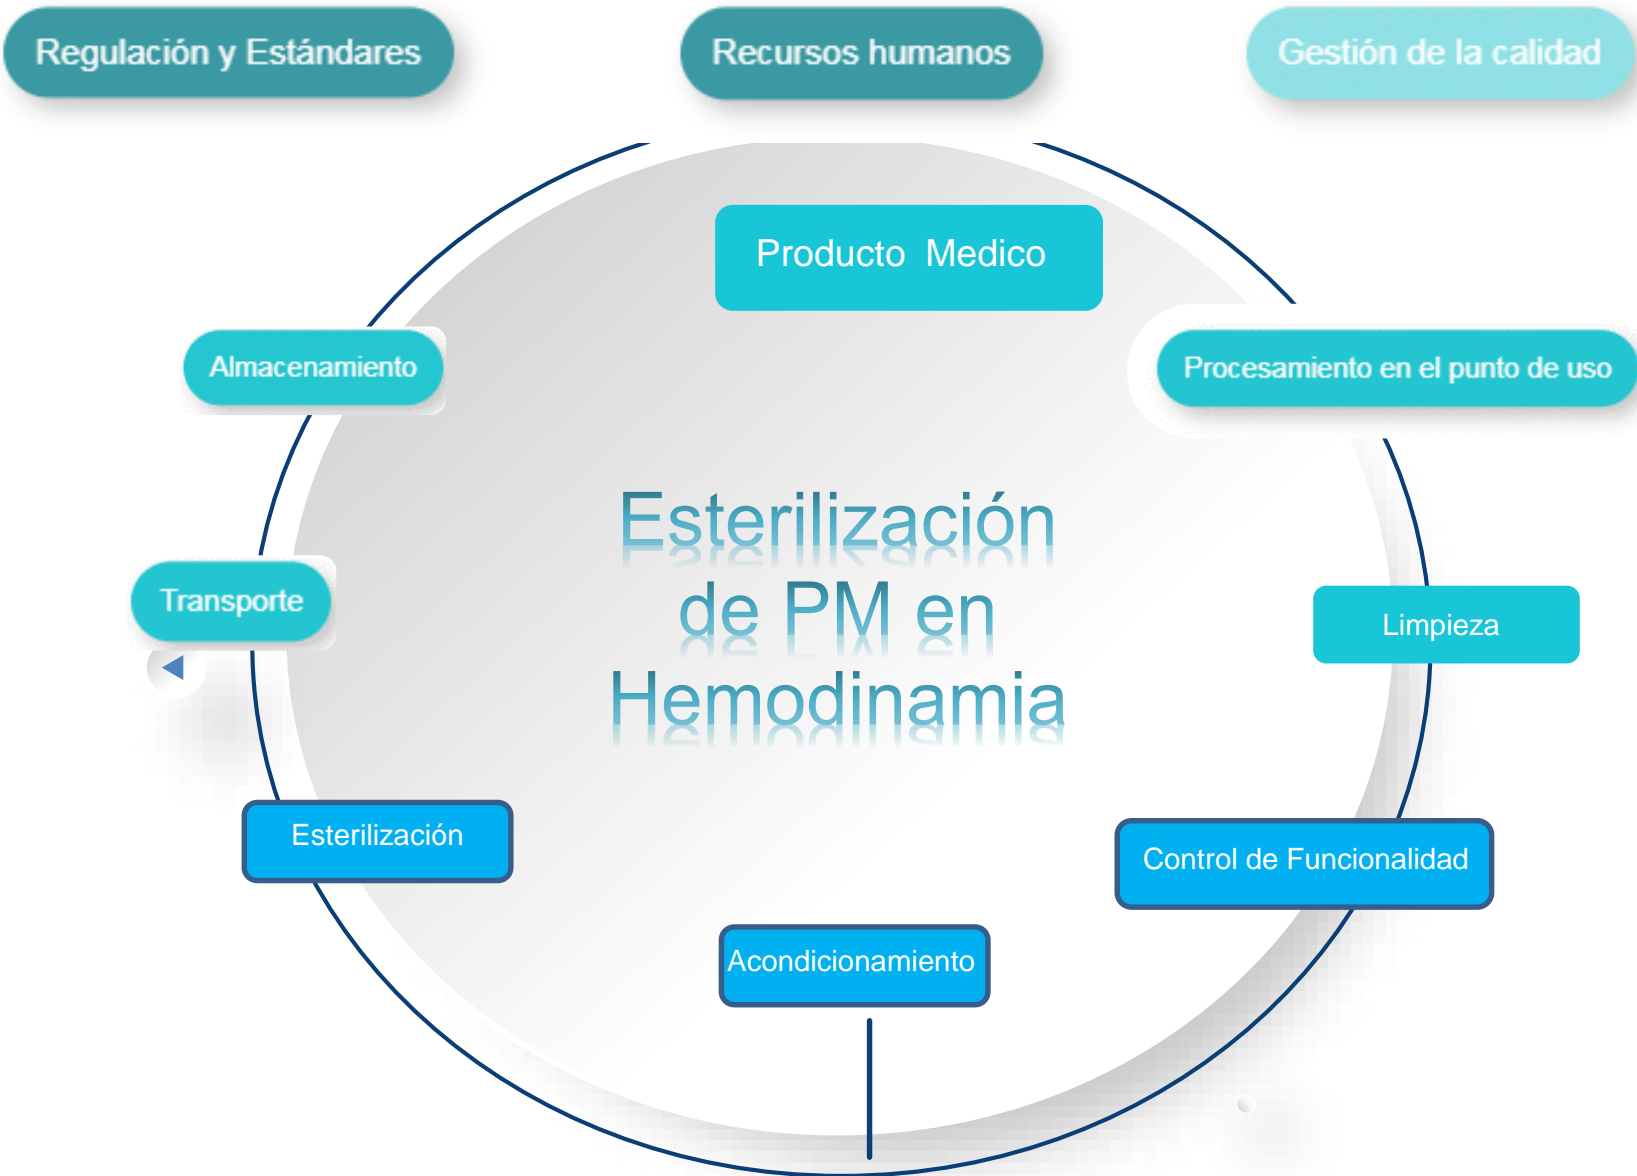 Regulación y Estándares
Recursos humanos
Gestión de la calidad
Producto Medico
Almacenamiento
Procesamiento en el punto de uso
Esterilización
de PM en
Hemodinamia
Transporte
Limpieza
Esterilización
Control de Funcionalidad
Acondicionamiento